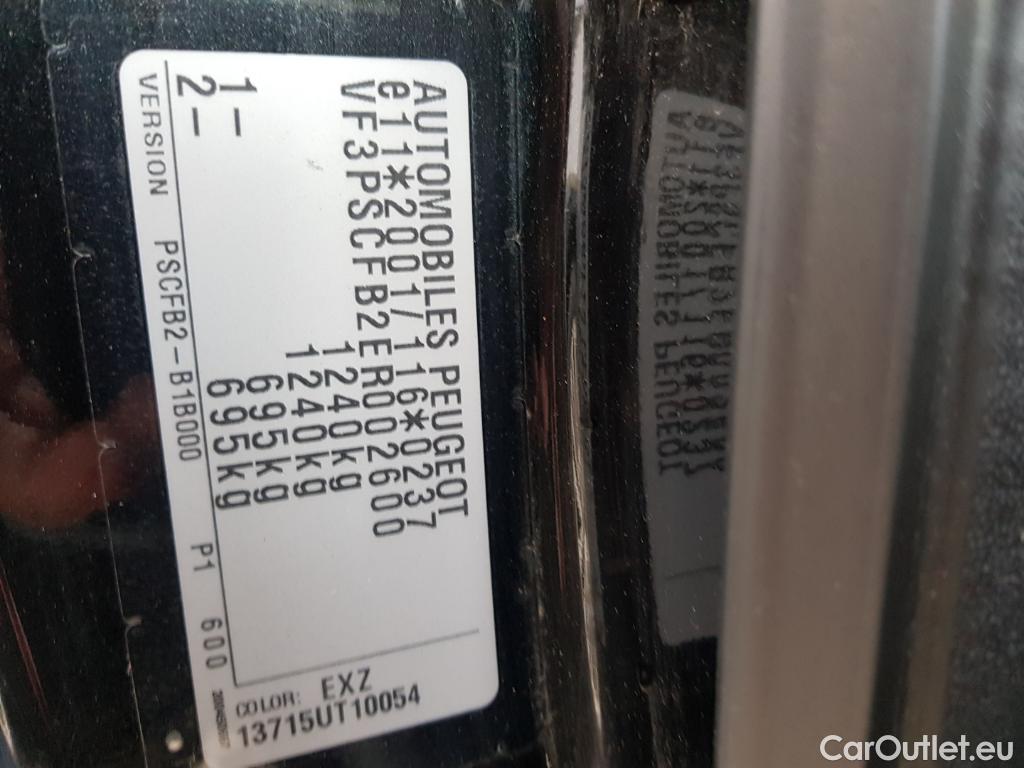 AUTOMOBILES PEUGEOT
e11*2001/116*0237
VF3PSCFB2ER002600
1240kg
1240kg
1- 695kg
2- 695kg
VERSION PSCFB2-B1B000 P1 600
COLOR: EXZ
13715UT10054
CarOutlet.eu